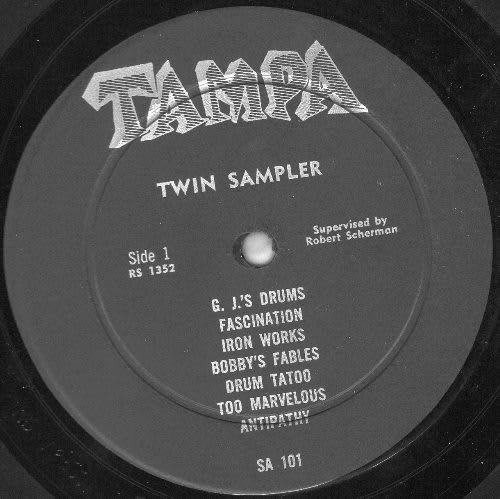 TAMPA
TWIN SAMPLER
Side 1
RS 1352
Supervised by
Robert Scherman
G. J.'S DRUMS
FASCINATION
IRON WORKS
BOBBY'S FABLES
DRUM TATOO
TOO MARVELOUS
ANTIPATHY
SA 101